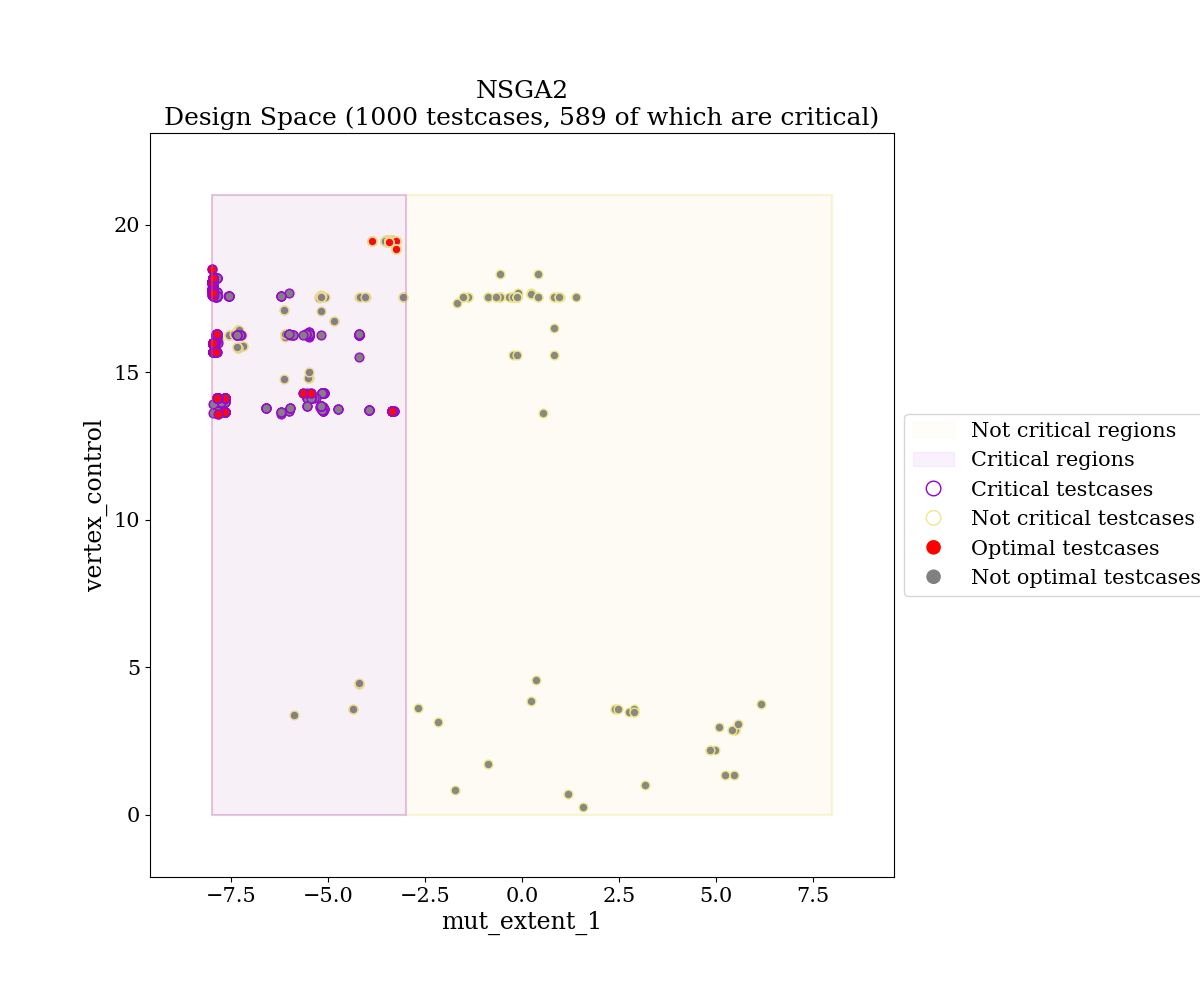 NSGA2
Design Space (1000 testcases, 589 of which are critical)
20
15
10
5
0
vertex_control
−7.5
−5.0
−2.5
0.0
2.5
5.0
7.5
mut_extent_1
Not critical regions
Critical regions
Critical testcases
Not critical testcases
Optimal testcases
Not optimal testcases